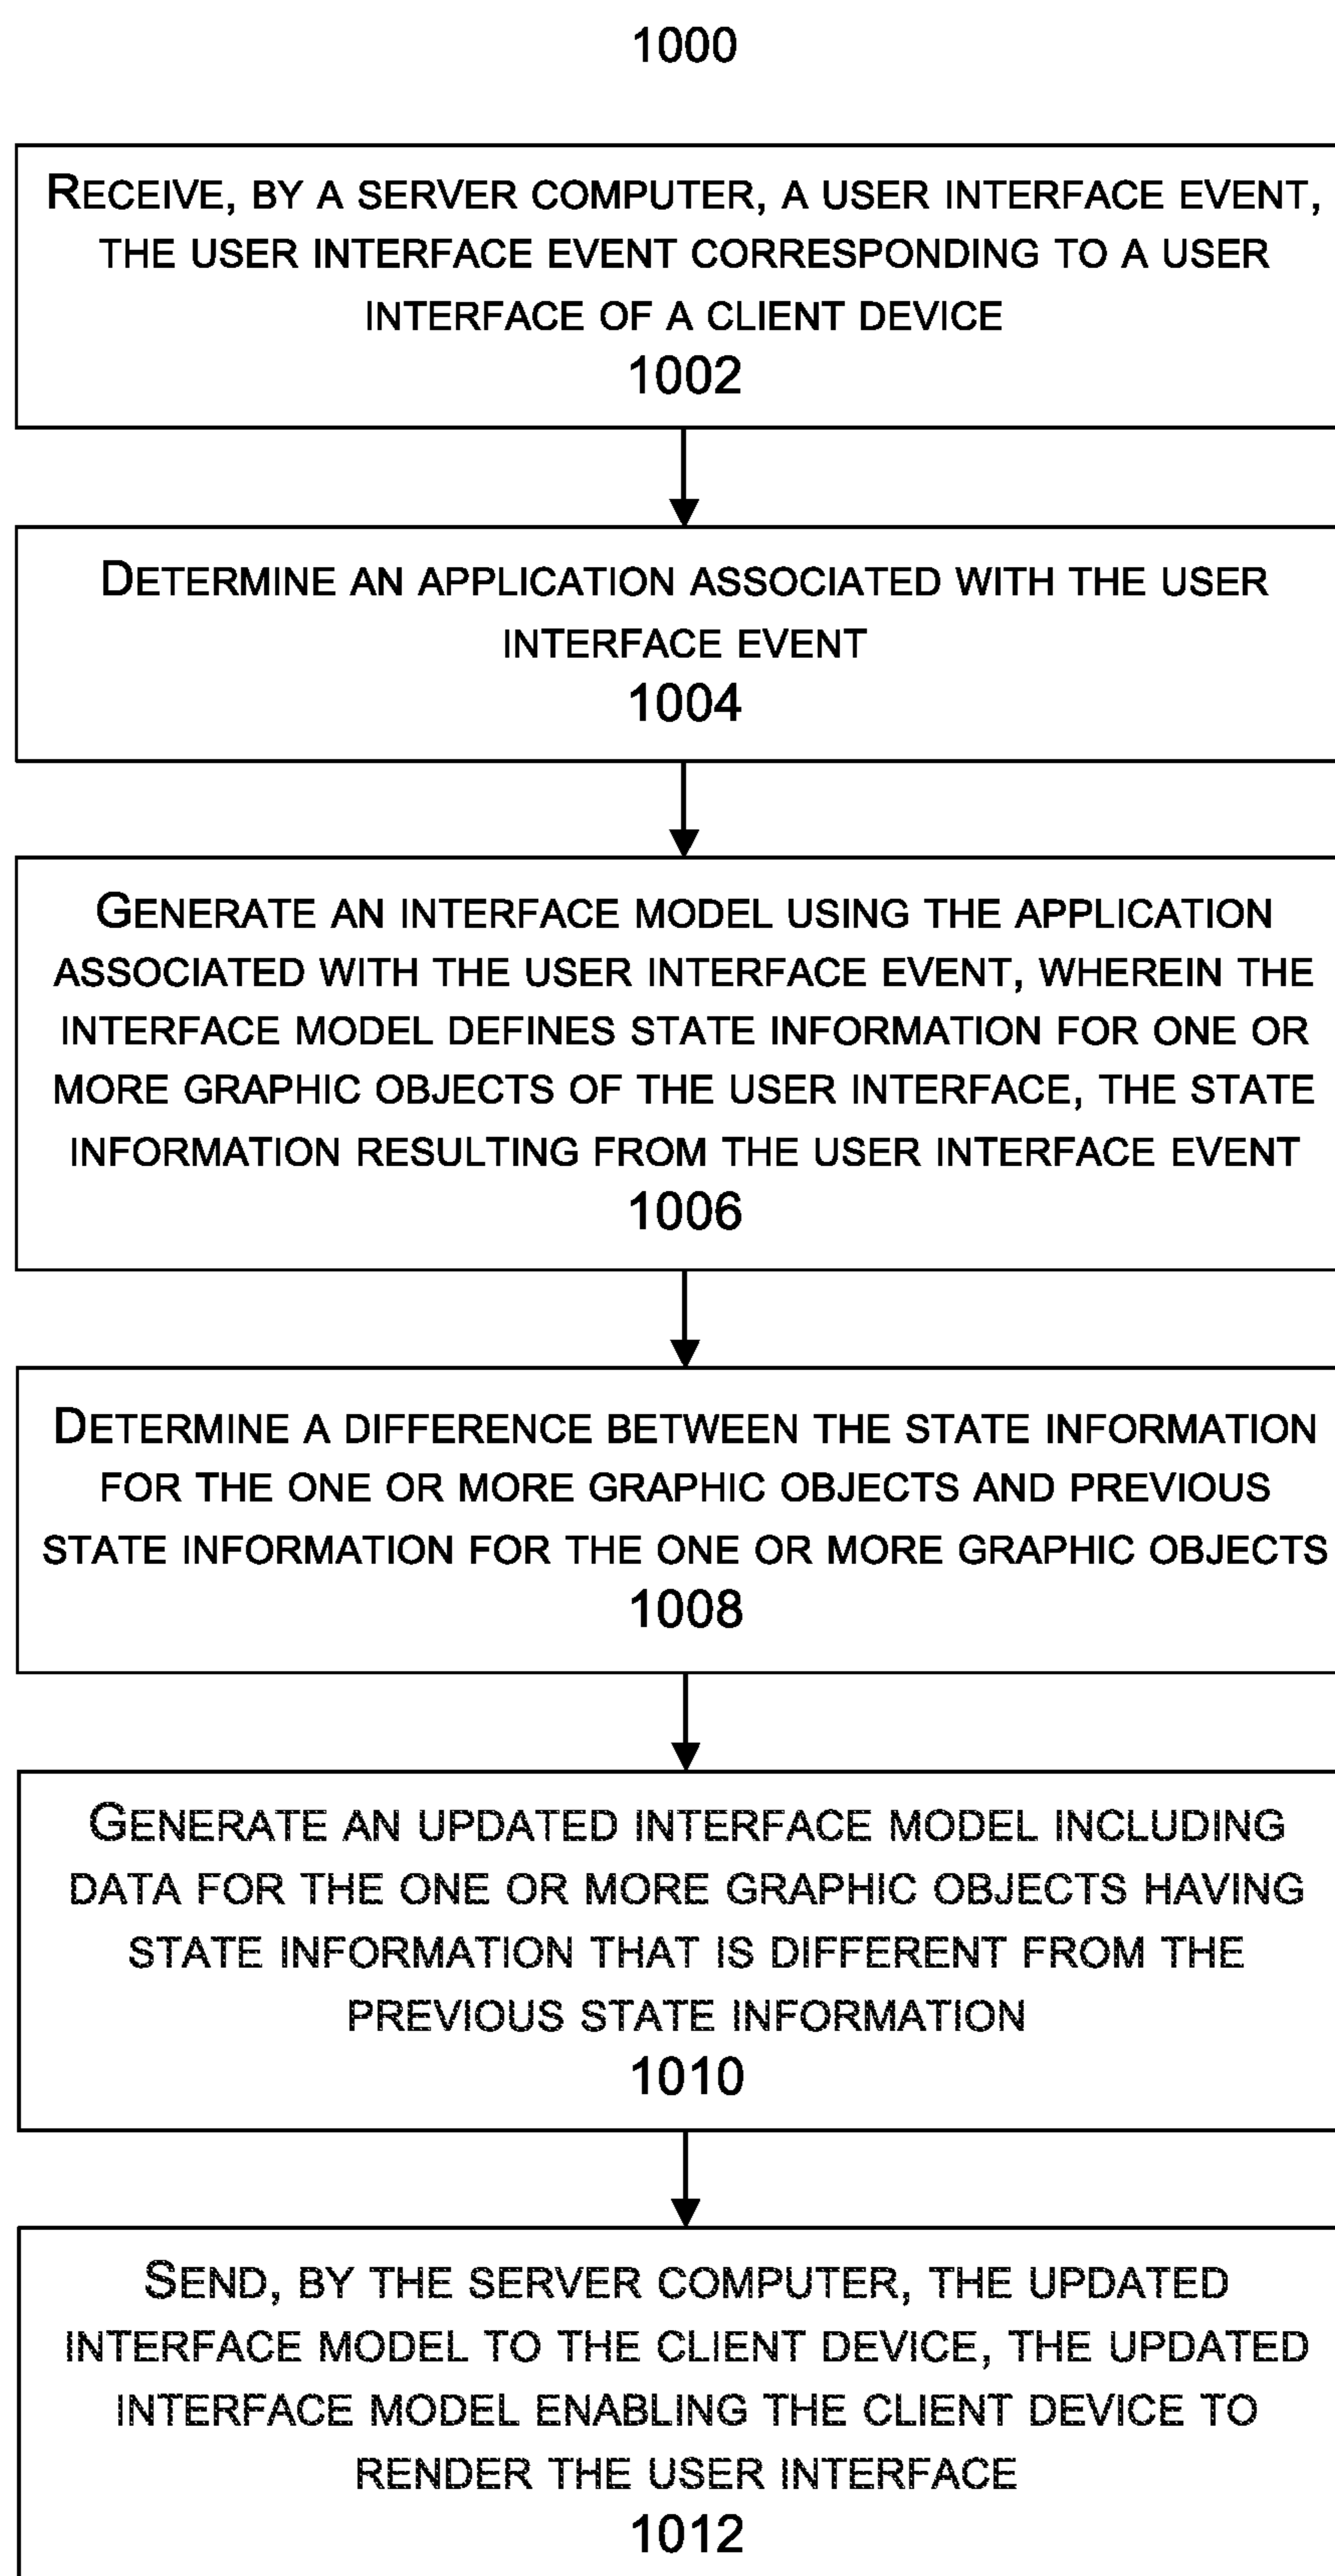 1000
RECEIVE, BY A SERVER COMPUTER, A USER INTERFACE EVENT,
THE USER INTERFACE EVENT CORRESPONDING TO A USER
INTERFACE OF A CLIENT DEVICE
1002
DETERMINE AN APPLICATION ASSOCIATED WITH THE USER
INTERFACE EVENT
1004
GENERATE AN INTERFACE MODEL USING THE APPLICATION
ASSOCIATED WITH THE USER INTERFACE EVENT, WHEREIN THE
INTERFACE MODEL DEFINES STATE INFORMATION FOR ONE OR
MORE GRAPHIC OBJECTS OF THE USER INTERFACE, THE STATE
INFORMATION RESULTING FROM THE USER INTERFACE EVENT
1006
DETERMINE A DIFFERENCE BETWEEN THE STATE INFORMATION
FOR THE ONE OR MORE GRAPHIC OBJECTS AND PREVIOUS
STATE INFORMATION FOR THE ONE OR MORE GRAPHIC OBJECTS
1008
GENERATE AN UPDATED INTERFACE MODEL INCLUDING
DATA FOR THE ONE OR MORE GRAPHIC OBJECTS HAVING
STATE INFORMATION THAT IS DIFFERENT FROM THE
PREVIOUS STATE INFORMATION
1010
SEND, BY THE SERVER COMPUTER, THE UPDATED
INTERFACE MODEL TO THE CLIENT DEVICE, THE UPDATED
INTERFACE MODEL ENABLING THE CLIENT DEVICE TO
RENDER THE USER INTERFACE
1012